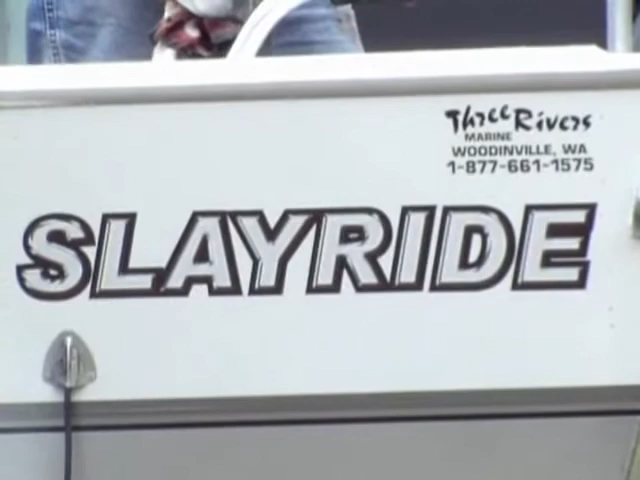 Three Rivers
MARINE
WOODINVILLE, WA
1-877-661-1575
SLAYRIDE